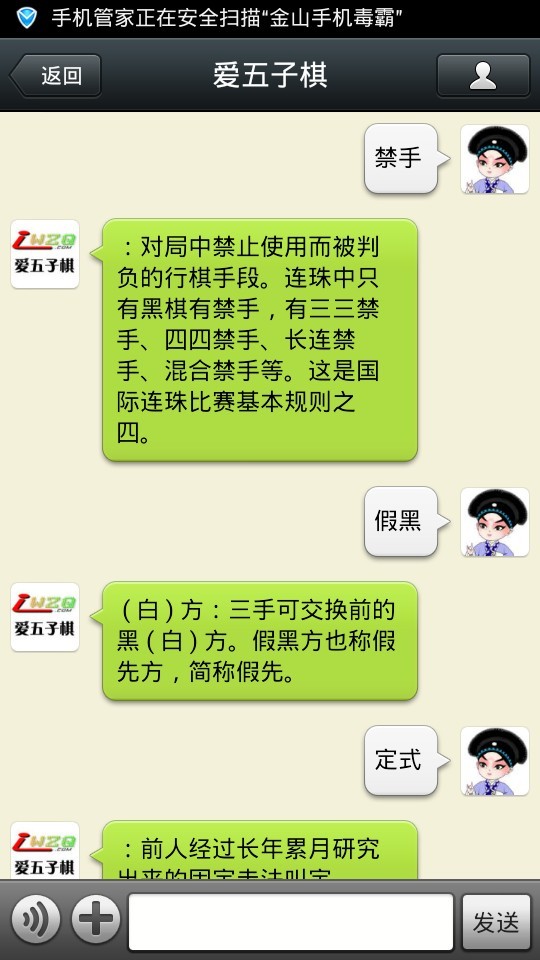 手机管家正在安全扫描“金山手机毒霸”
返回
爱五子棋
禁手
iWZQ
.COM
爱五子棋
：对局中禁止使用而被判
负的行棋手段。连珠中只
有黑棋有禁手，有三三禁
手、四四禁手、长连禁
手、混合禁手等。这是国
际连珠比赛基本规则之
四。
假黑
iWZQ
.COM
爱五子棋
（白）方：三手可交换前的
黑（白）方。假黑方也称假
先方，简称假先。
定式
iWZQ
.COM
爱五子棋
：前人经过长年累月研究
出来的固定走法叫定
发送